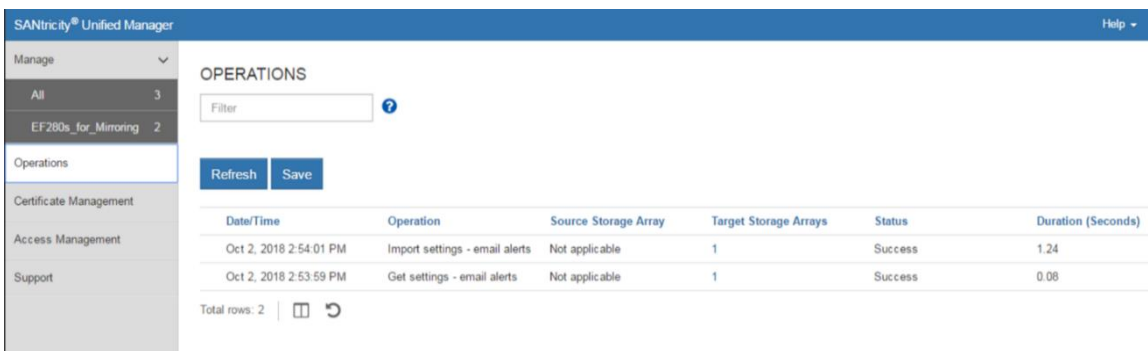 SANtricity® Unified Manager
Help
Manage
All 3
EF280s_for_Mirroring 2
Operations
Certificate Management
Access Management
Support
OPERATIONS
Filter
?
Refresh Save
Date/Time Operation Source Storage Array Target Storage Arrays Status Duration (Seconds)
Oct 2, 2018 2:54:01 PM Import settings - email alerts Not applicable 1 Success 1.24
Oct 2, 2018 2:53:59 PM Get settings - email alerts Not applicable 1 Success 0.08
Total rows: 2